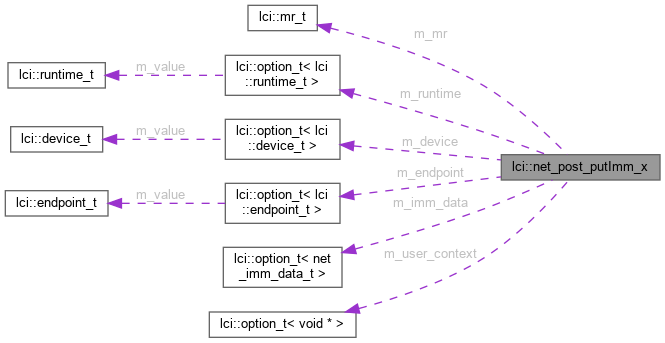 lci::mr_t
m_mr
lci::runtime_t
m_value
lci::option_t< lci
::runtime_t >
m_runtime
lci::device_t
m_value
lci::option_t< lci
::device_t >
m_device
lci::net_post_putImm_x
lci::endpoint_t
m_value
lci::option_t< lci
::endpoint_t >
m_endpoint
m_imm_data
lci::option_t< net
_imm_data_t >
m_user_context
lci::option_t< void * >